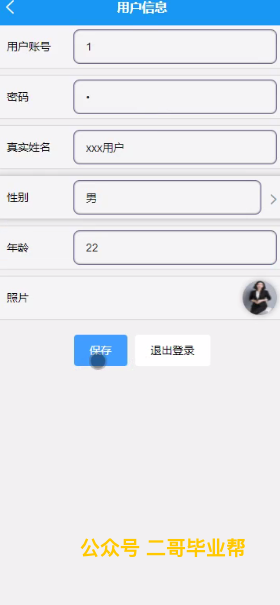 用户信息
用户账号 1
密码 •
真实姓名 xxx用户
性别 男
年龄 22
照片
保存 退出登录
公众号 二哥毕业帮